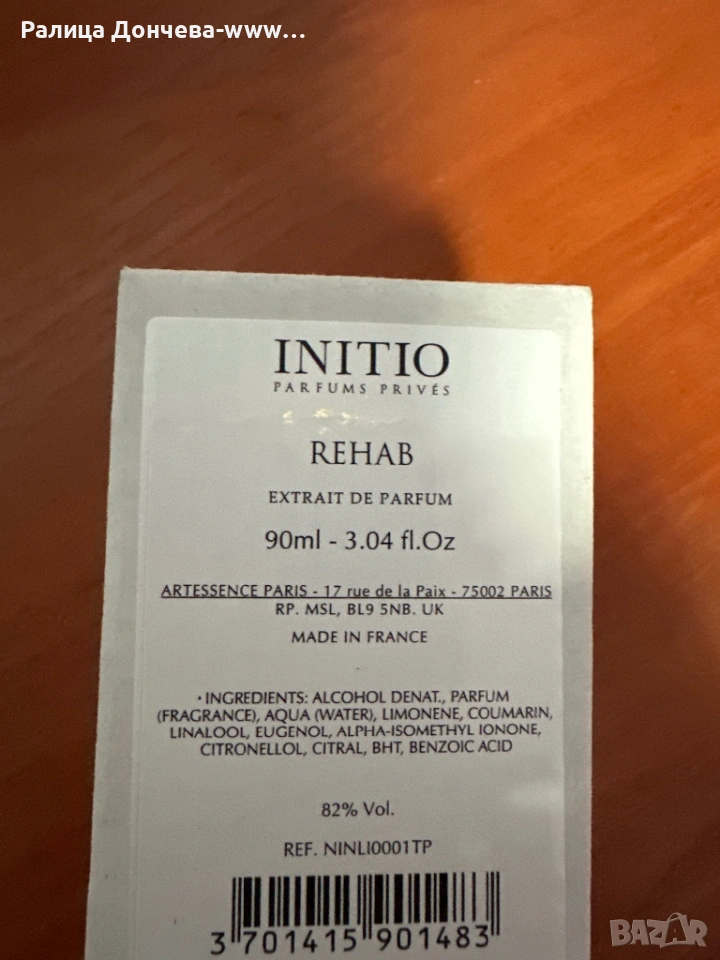 Ралица Дончева-www...
INITIO
PARFUMS PRIVÉS
REHAB
EXTRAIT DE PARFUM
90ml - 3.04 fl.Oz
ARTESSENCE PARIS - 17 rue de la Paix - 75002 PARIS
RP. MSL, BL9 5NB. UK
MADE IN FRANCE
• INGREDIENTS: ALCOHOL DENAT., PARFUM
(FRAGRANCE), AQUA (WATER), LIMONENE, COUMARIN,
LINALOOL, EUGENOL, ALPHA-ISOMETHYL IONONE,
CITRONELLOL, CITRAL, BHT, BENZOIC ACID
82% Vol.
REF. NINLI0001TP
3 701415 901483
BAZAR